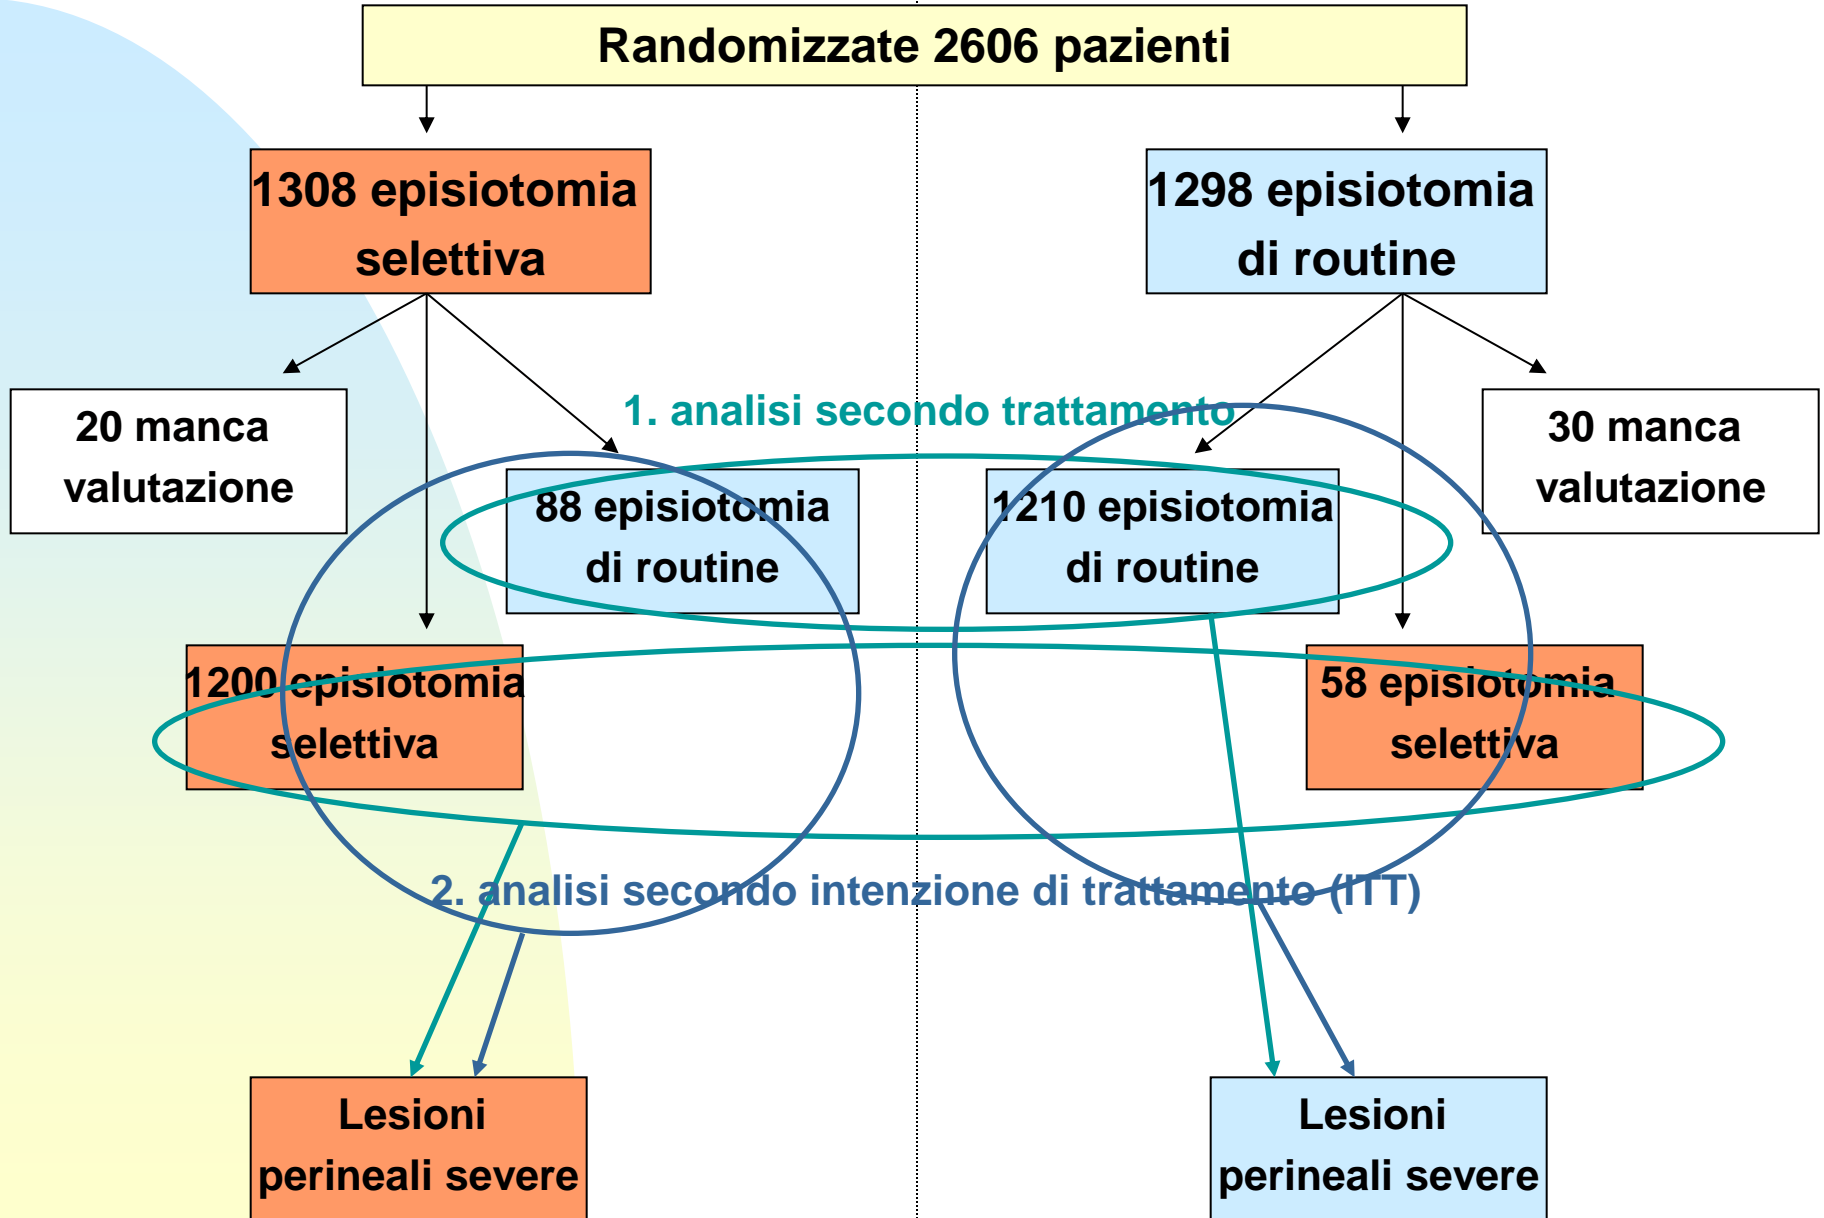 Randomizzate 2606 pazienti
1308 episiotomia
selettiva
1298 episiotomia
di routine
20 manca
valutazione
1. analisi secondo trattamento
30 manca
valutazione
88 episiotomia
di routine
1210 episiotomia
di routine
1200 episiotomia
selettiva
58 episiotomia
selettiva
2. analisi secondo intenzione di trattamento (ITT)
Lesioni
perineali severe
Lesioni
perineali severe